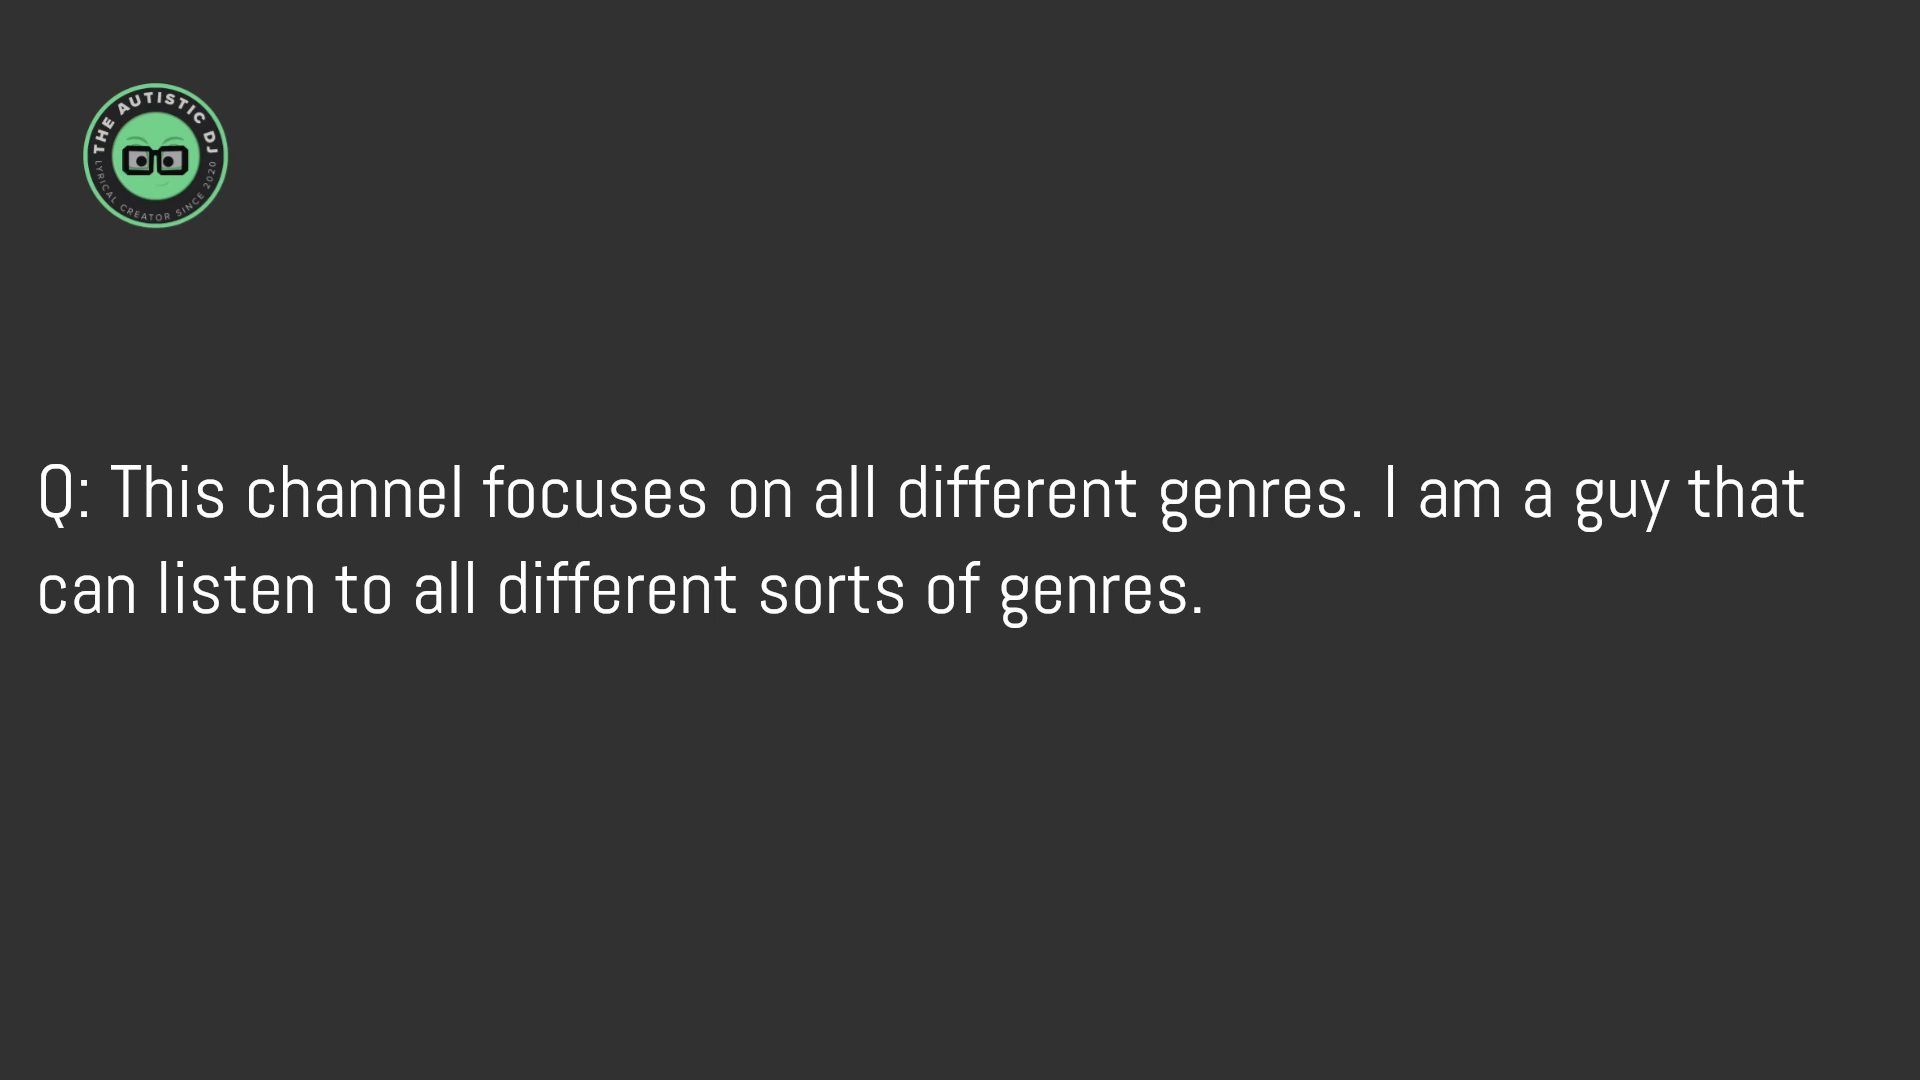 THE AUTISTIC DJ
LYRICAL CREATOR SINCE 2020
Q: This channel focuses on all different genres. I am a guy that
can listen to all different sorts of genres.